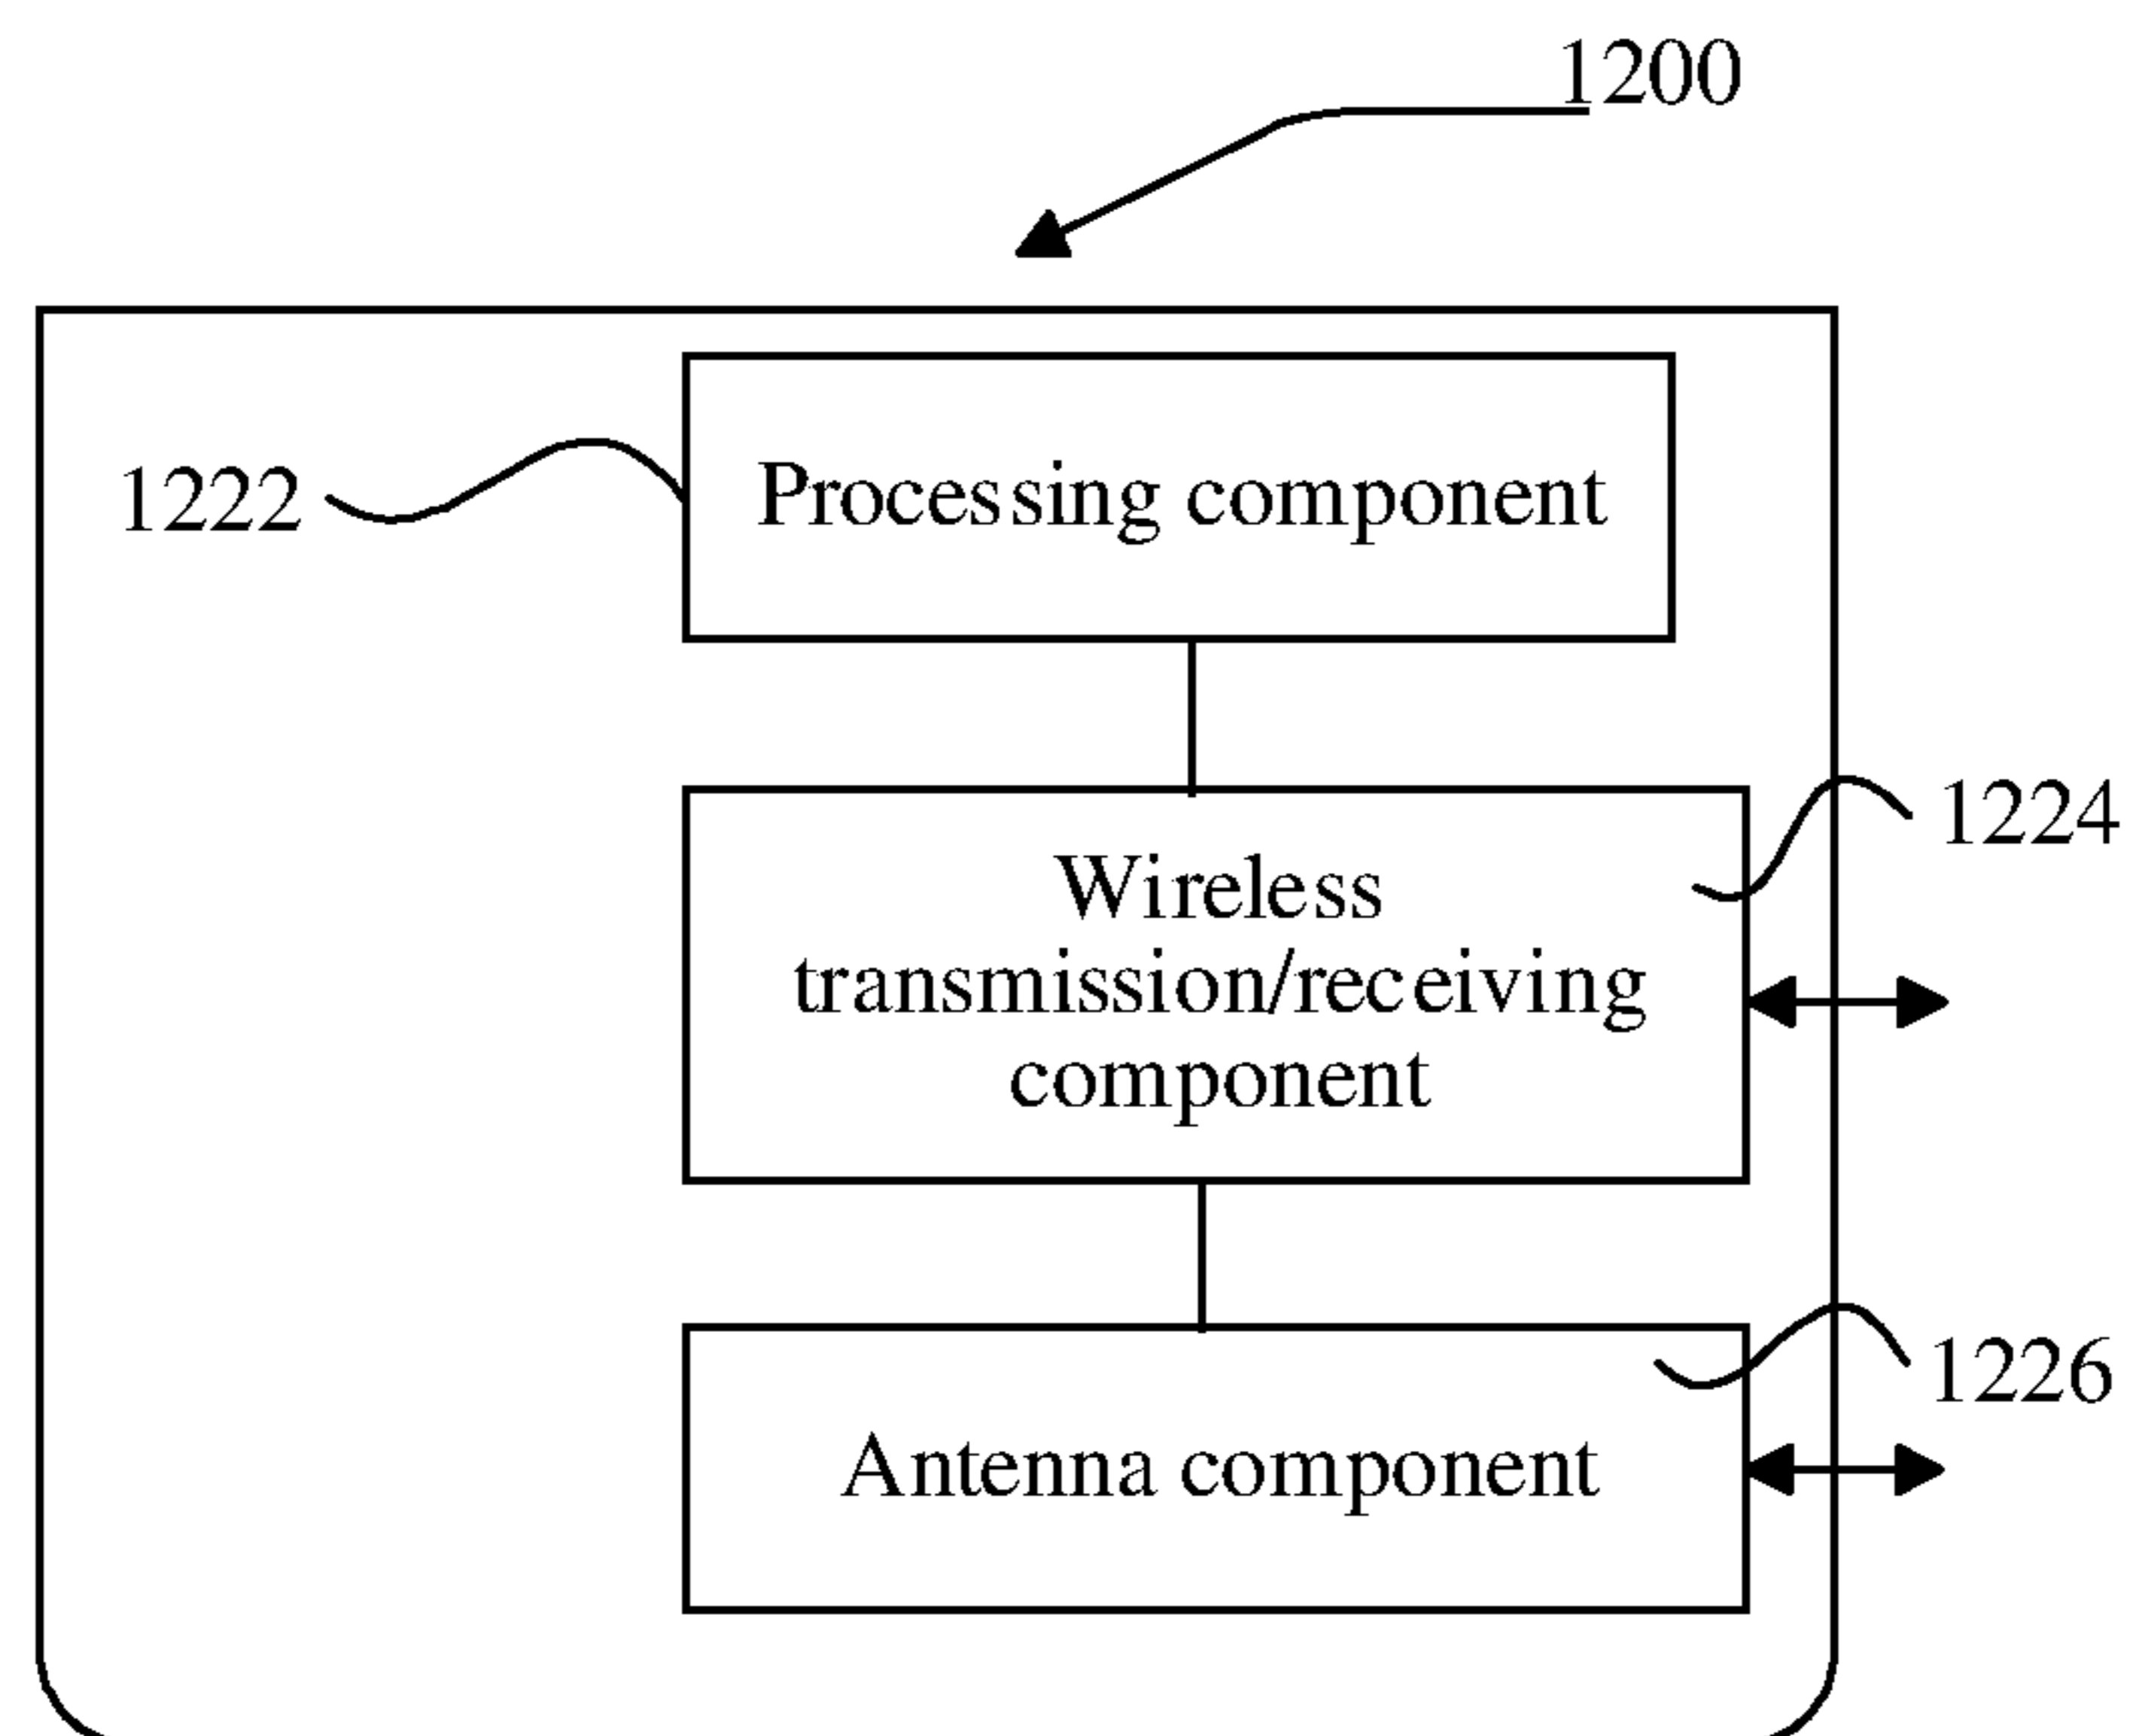 1200
1222
Processing component
1224
Wireless
transmission/receiving
component
1226
Antenna component